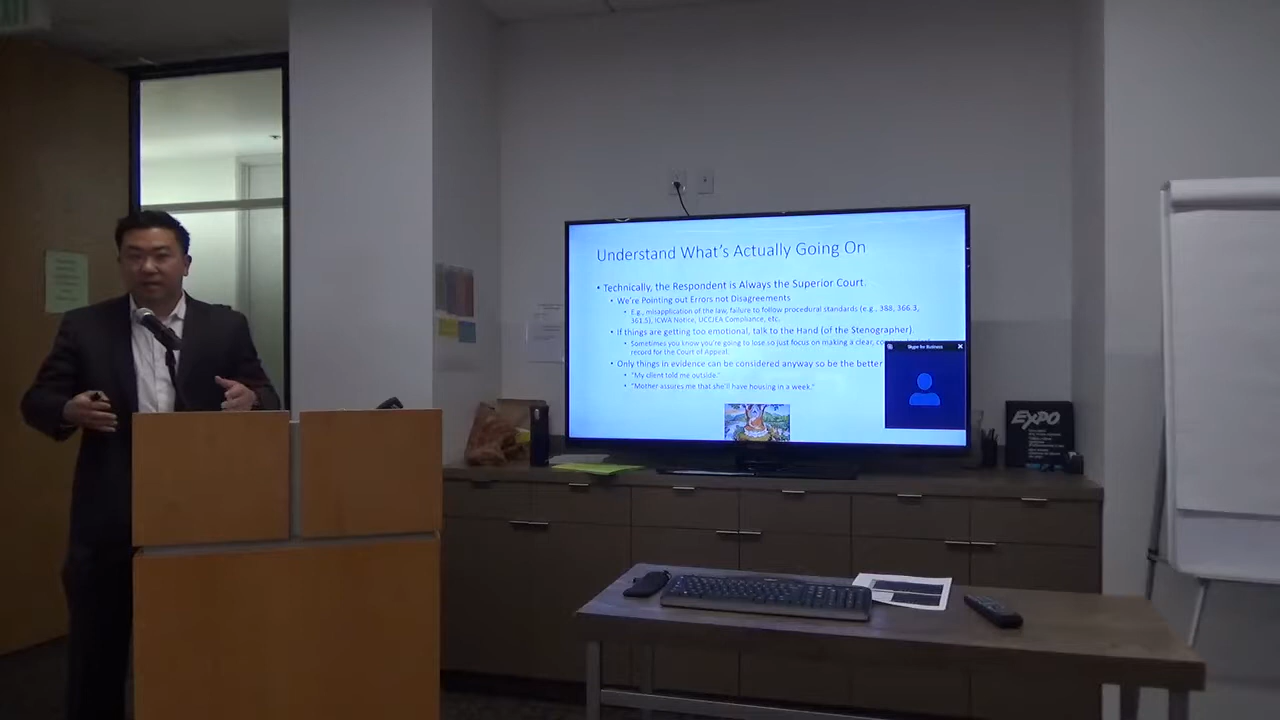 Understand What's Actually Going On
• Technically, the Respondent is Always the Superior Court.
• We're Pointing out Errors not Disagreements
• E.g., misapplication of the law, failure to follow procedural standards (e.g., 388, 366.3,
361.5), ICWA Notice, UCCJEA Compliance, etc.
• If things are getting too emotional, talk to the Hand (of the Stenographer)
• Sometimes you know you're going to lose so just focus on making a clear,
record for the Court of Appeal.
• Only things in evidence can be considered anyway so be the better
• "My client told me outside."
• "Mother assures me that she'll have housing in a week."
Skype for Business
EXPO